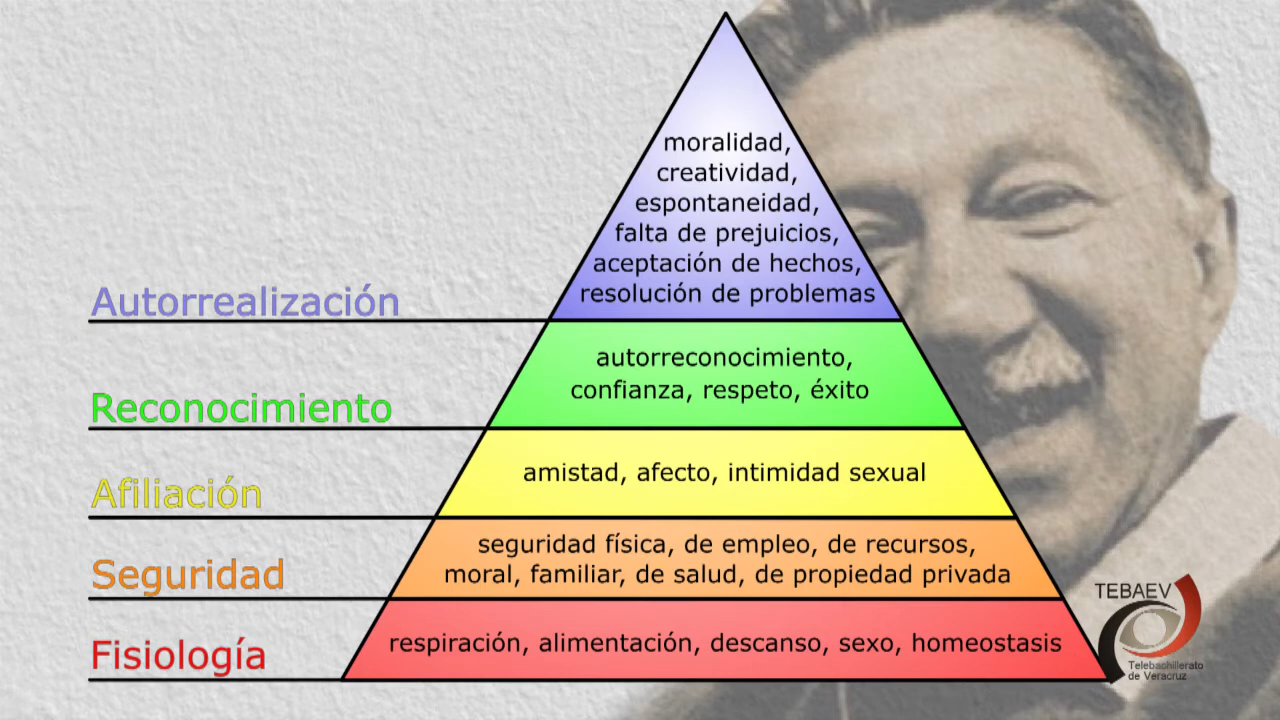 moralidad,
creatividad,
espontaneidad,
falta de prejuicios,
aceptación de hechos,
resolución de problemas
Autorrealización
autorreconocimiento,
confianza, respeto, éxito
Reconocimiento
amistad, afecto, intimidad sexual
Afiliación
seguridad física, de empleo, de recursos,
moral, familiar, de salud, de propiedad privada
Seguridad
respiración, alimentación, descanso, sexo, homeostasis
Fisiología
TEBAEV
Telebachillerato
de Veracruz